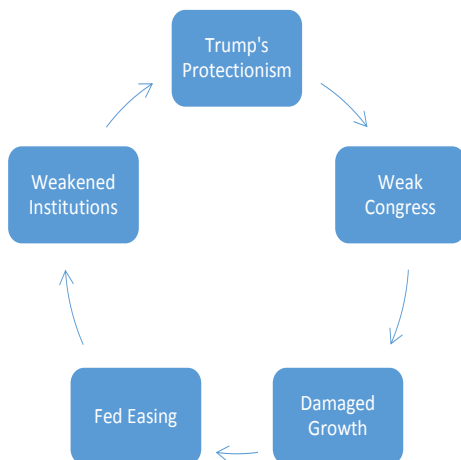 Trump's
Protectionism
Weak
Congress
Damaged
Growth
Fed Easing
Weakened
Institutions